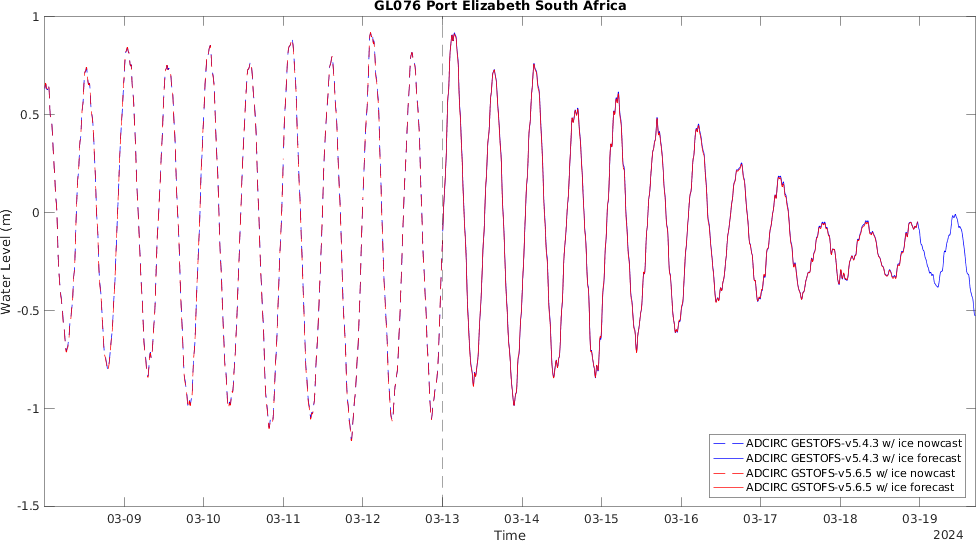 GL076 Port Elizabeth South Africa
1
0.5
0
-0.5
-1
-1.5
Water Level (m)
03-09 03-10 03-11 03-12 03-13 03-14 03-15 03-16 03-17 03-18 03-19
Time
2024
ADCIRC GESTOFS-v5.4.3 w/ ice nowcast
ADCIRC GESTOFS-v5.4.3 w/ ice forecast
ADCIRC GSTOFS-v5.6.5 w/ ice nowcast
ADCIRC GSTOFS-v5.6.5 w/ ice forecast